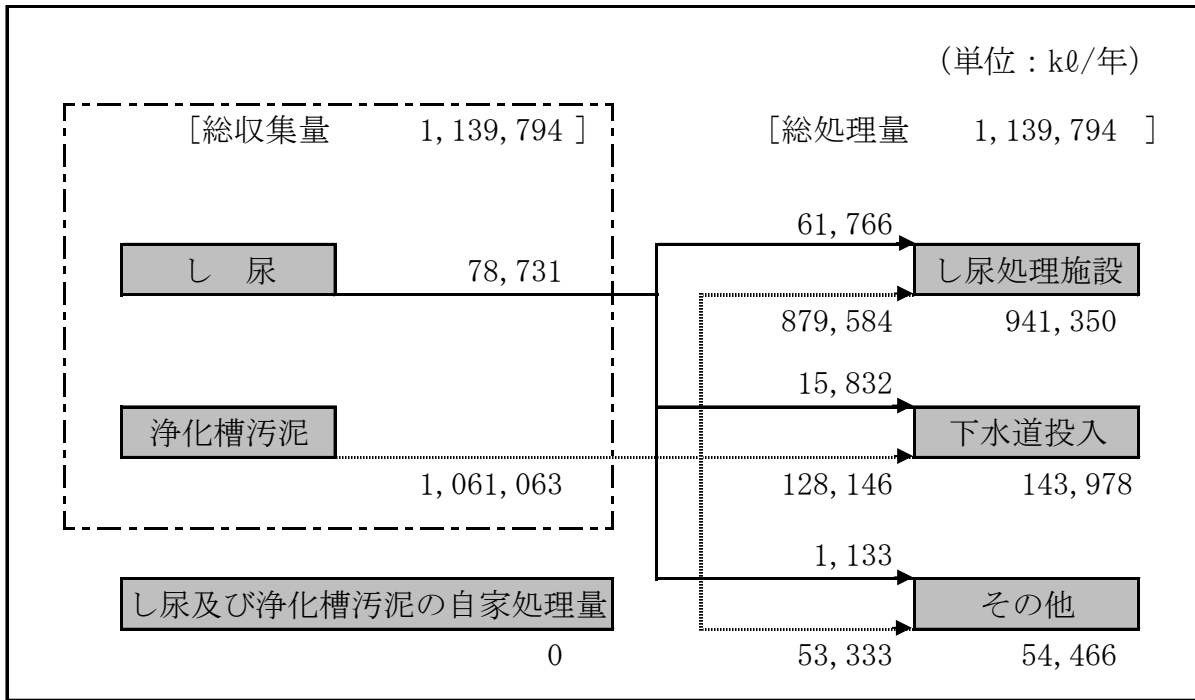 (単位：kℓ/年)
[総収集量 1,139,794 ] [総処理量 1,139,794 ]
61,766
し 尿 78,731 し尿処理施設
879,584 941,350
15,832
浄化槽汚泥 下水道投入
1,061,063 128,146 143,978
1,133
し尿及び浄化槽汚泥の自家処理量 その他
0 53,333 54,466